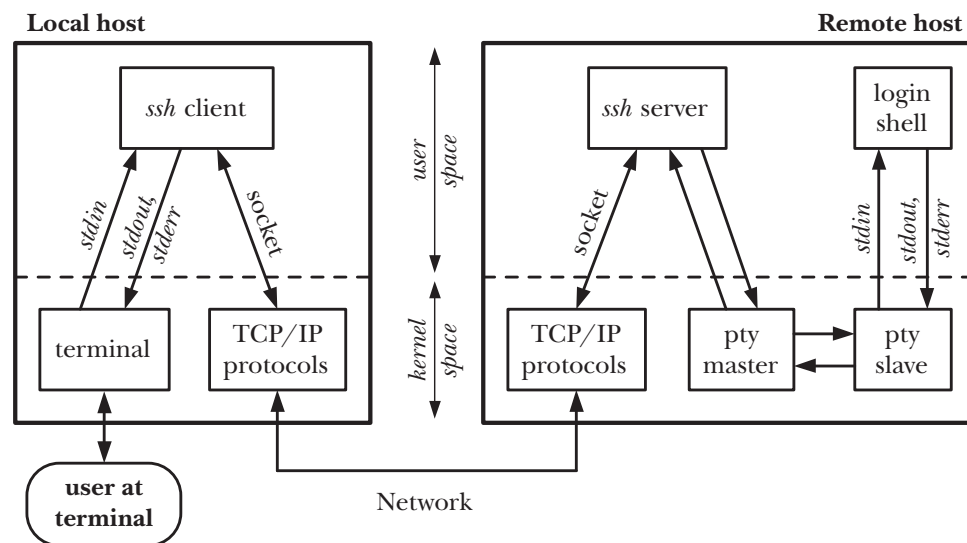 Local host
Remote host
ssh client
ssh server
login
shell
user
space
stdin
stdout,
stderr
socket
socket
stdin
stdout,
stderr
terminal
TCP/IP
protocols
kernel
space
TCP/IP
protocols
pty
master
pty
slave
user at
terminal
Network